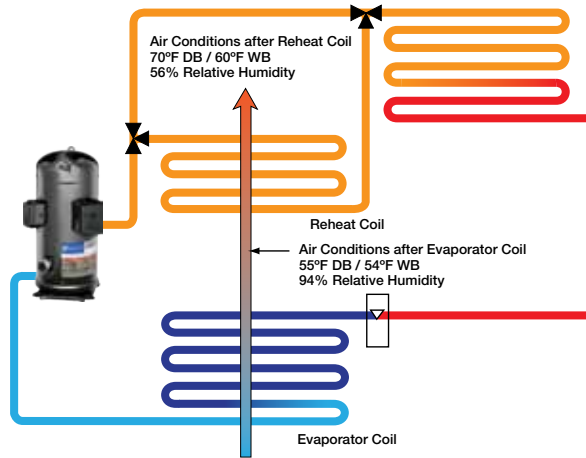 Air Conditions after Reheat Coil
70ºF DB / 60ºF WB
56% Relative Humidity
Reheat Coil
Air Conditions after Evaporator Coil
55ºF DB / 54ºF WB
94% Relative Humidity
Evaporator Coil